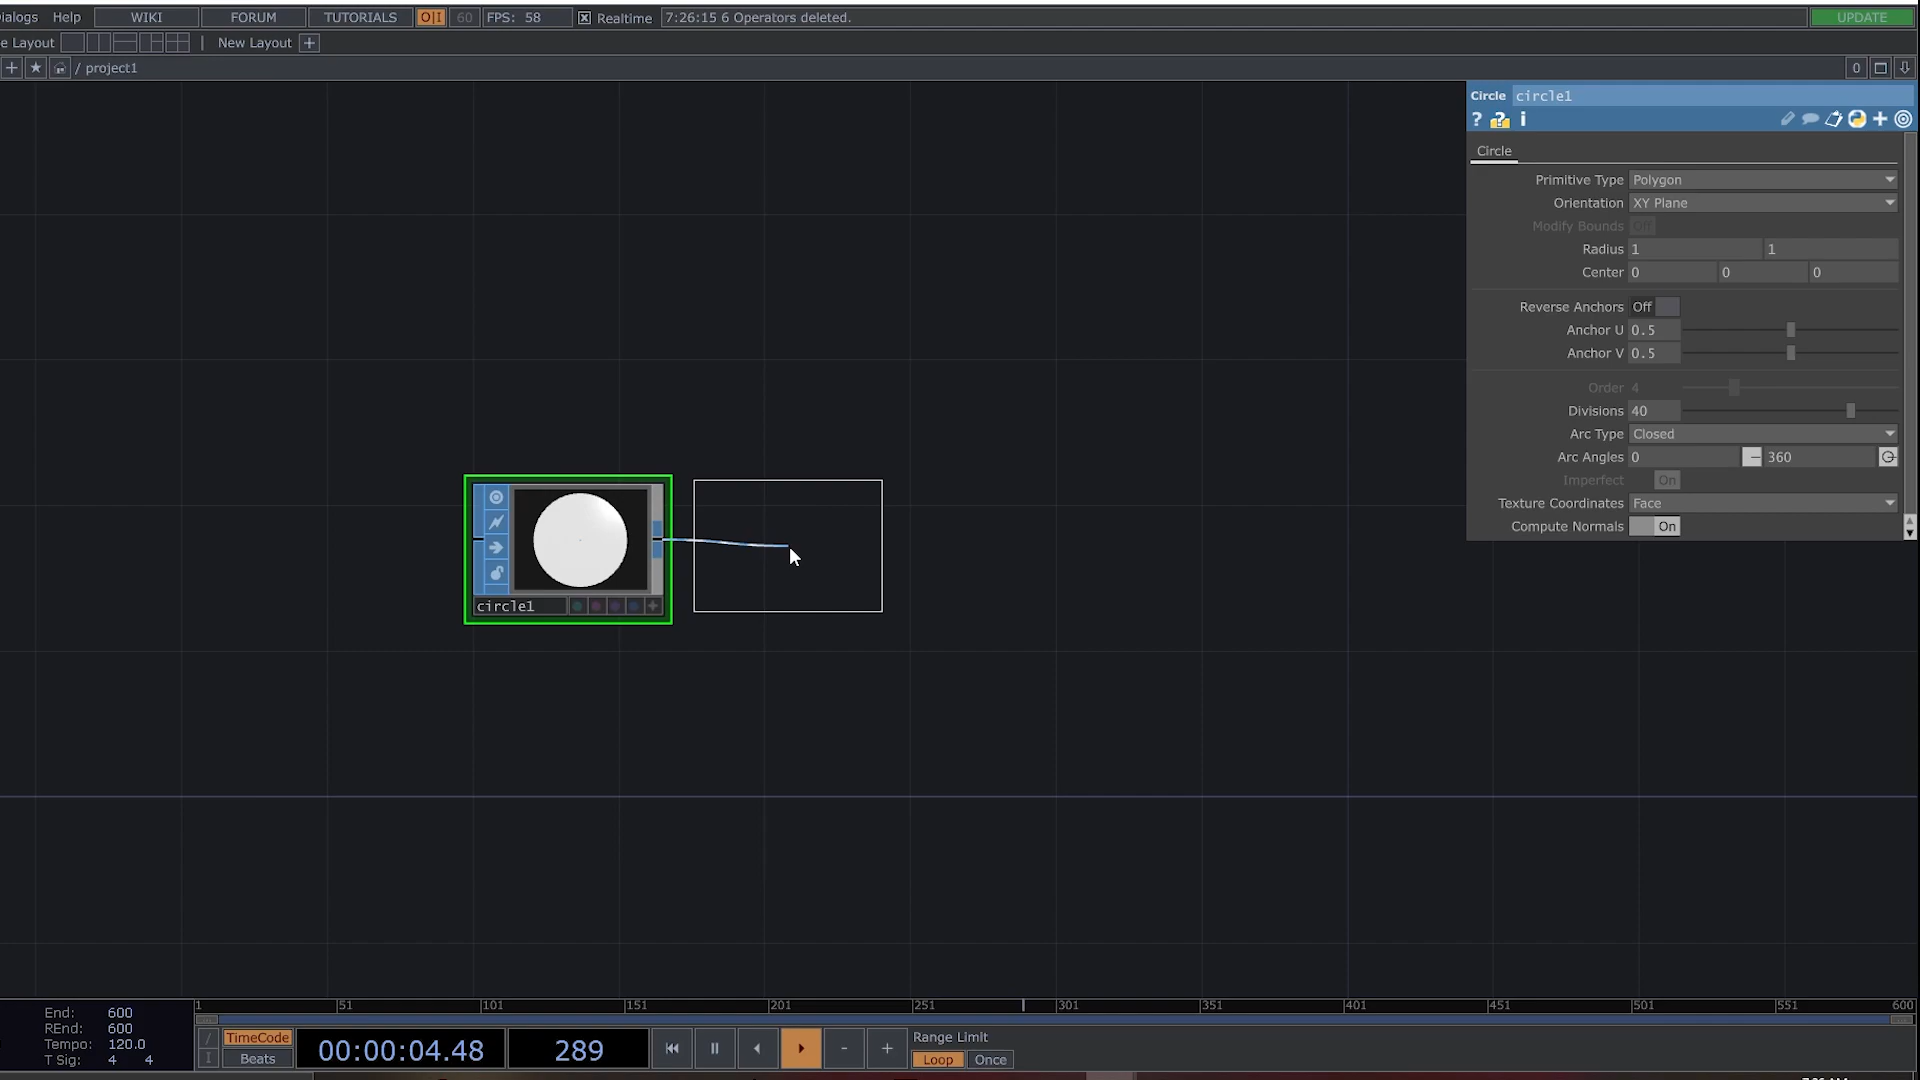 ialogs Help WIKI FORUM TUTORIALS O|I 60 FPS: 58 Realtime 7:26:15 6 Operators deleted. UPDATE
e Layout | New Layout +
+ / project1 0
Circle circle1
? ? i
Circle
Primitive Type Polygon
Orientation XY Plane
Modify Bounds Off
Radius 1 1
Center 0 0 0
Reverse Anchors Off
Anchor U 0.5
Anchor V 0.5
Order 4
Divisions 40
Arc Type Closed
Arc Angles 0 360
Imperfect On
Texture Coordinates Face
Compute Normals On
circle1
1 51 101 151 201 251 301 351 401 451 501 551 600
End: 600
REnd: 600
Tempo: 120.0
T Sig: 4 4
/ TimeCode
I Beats
00:00:04.48 289
- +
Range Limit
Loop Once